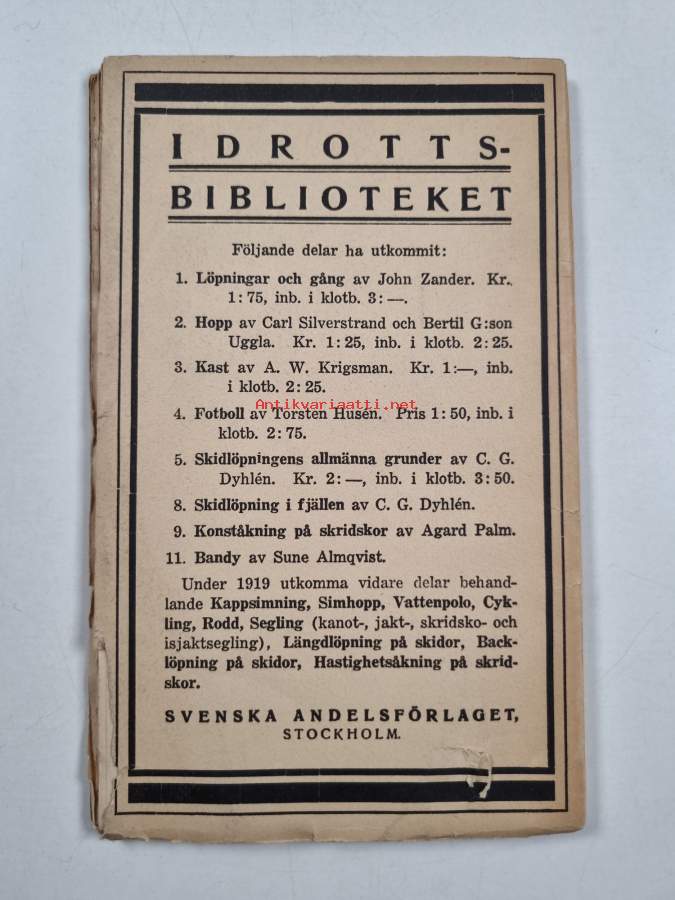 IDROTTS-
BIBLIOTEKET
Följande delar ha utkommit:
1. Löpningar och gång av John Zander. Kr.
1:75, inb. i klotb. 3:—.
2. Hopp av Carl Silverstrand och Bertil G:son
Uggla. Kr. 1:25, inb. i klotb. 2:25.
3. Kast av A. W. Krigsman. Kr. 1:—, inb.
i klotb. 2:25.
Antikvariaatti.net
4. Fotboll av Torsten Husén. Pris 1:50, inb. i
klotb. 2:75.
5. Skidlöpningens allmänna grunder av C. G.
Dyhlén. Kr. 2:—, inb. i klotb. 3:50.
8. Skidlöpning i fjällen av C. G. Dyhlén.
9. Konståkning på skridskor av Agard Palm.
11. Bandy av Sune Almqvist.
Under 1919 utkomma vidare delar behand-
lande Kappsimning, Simhopp, Vattenpolo, Cyk-
ling, Rodd, Segling (kanot-, jakt-, skridsko- och
isjaktsegling), Längdlöpning på skidor, Back-
löpning på skidor, Hastighetsåkning på skrid-
skor.
SVENSKA ANDELSFÖRLAGET,
STOCKHOLM.